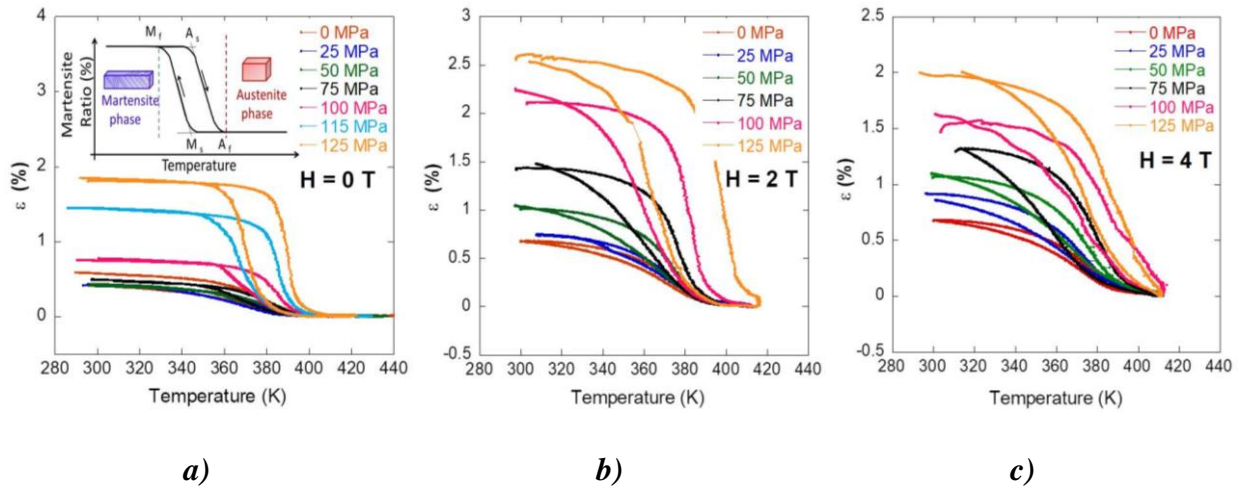 4
3
2
1
0
ε (%)
280 300 320 340 360 380 400 420 440
Temperature (K)
Martensite
Ratio (%)
M f
A s
Martensite
phase
Austenite
phase
M s
A f
Temperature
0 MPa
25 MPa
50 MPa
75 MPa
100 MPa
115 MPa
125 MPa
H = 0 T
3
2.5
2
1.5
1
0.5
0
-0.5
ε (%)
280 300 320 340 360 380 400 420 440
Temperature (K)
0 MPa
25 MPa
50 MPa
75 MPa
100 MPa
125 MPa
H = 2 T
2.5
2
1.5
1
0.5
0
-0.5
ε (%)
280 300 320 340 360 380 400 420 440
Temperature (K)
0 MPa
25 MPa
50 MPa
75 MPa
100 MPa
125 MPa
H = 4 T
a)
b)
c)